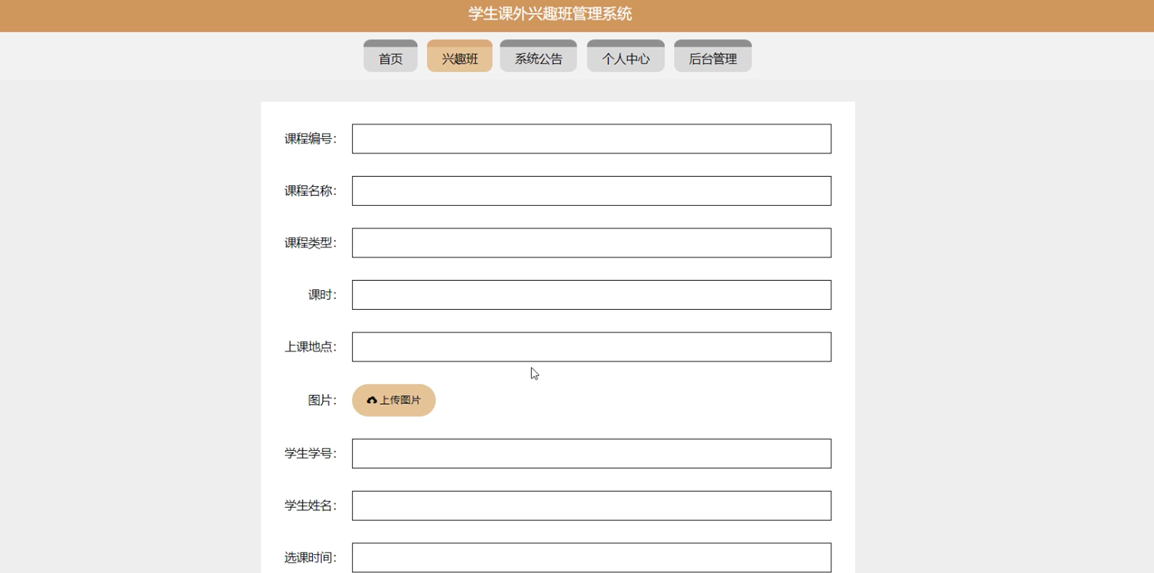 学生课外兴趣班管理系统
首页 兴趣班 系统公告 个人中心 后台管理
课程编号：
课程名称：
课程类型：
课时：
上课地点：
图片： 上传图片
学生学号：
学生姓名：
选课时间：